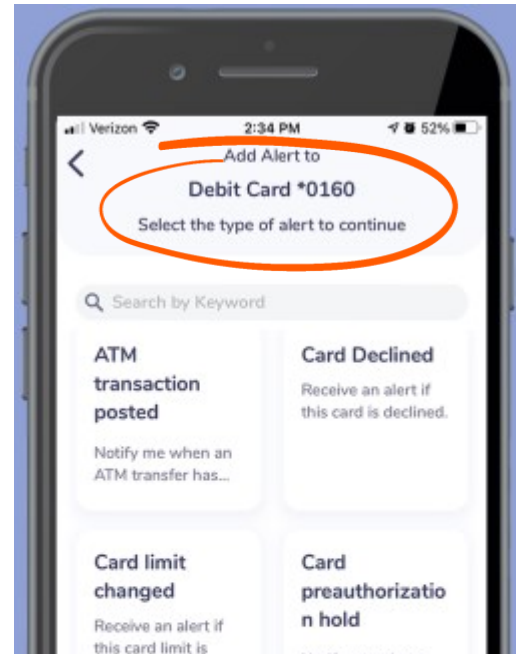 Verizon 2:34 PM 52%
Add Alert to
Debit Card *0160
Select the type of alert to continue
Search by Keyword
ATM
transaction
posted
Notify me when an
ATM transfer has...
Card Declined
Receive an alert if
this card is declined.
Card limit
changed
Receive an alert if
this card limit is
Card
preauthorizatio
n hold